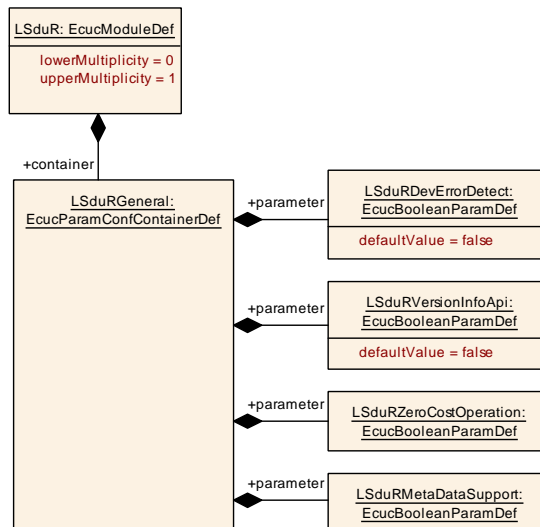 LSduR: EcucModuleDef
lowerMultiplicity = 0
upperMultiplicity = 1
+container
LSduRGeneral:
EcucParamConfContainerDef
+parameter
LSduRDevErrorDetect:
EcucBooleanParamDef
defaultValue = false
+parameter
LSduRVersionInfoApi:
EcucBooleanParamDef
defaultValue = false
+parameter
LSduRZeroCostOperation:
EcucBooleanParamDef
+parameter
LSduRMetaDataSupport:
EcucBooleanParamDef